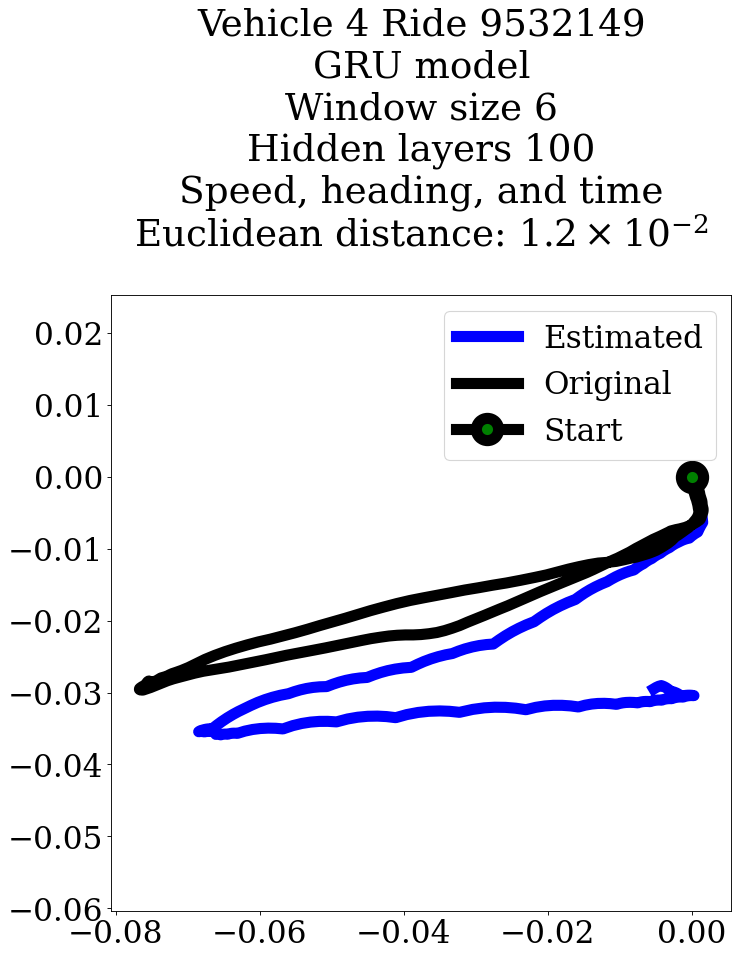 Vehicle 4 Ride 9532149
GRU model
Window size 6
Hidden layers 100
Speed, heading, and time
Euclidean distance: 1.2 × 10⁻²
Estimated
Original
Start
0.02
0.01
0.00
−0.01
−0.02
−0.03
−0.04
−0.05
−0.06
−0.08 −0.06 −0.04 −0.02 0.00